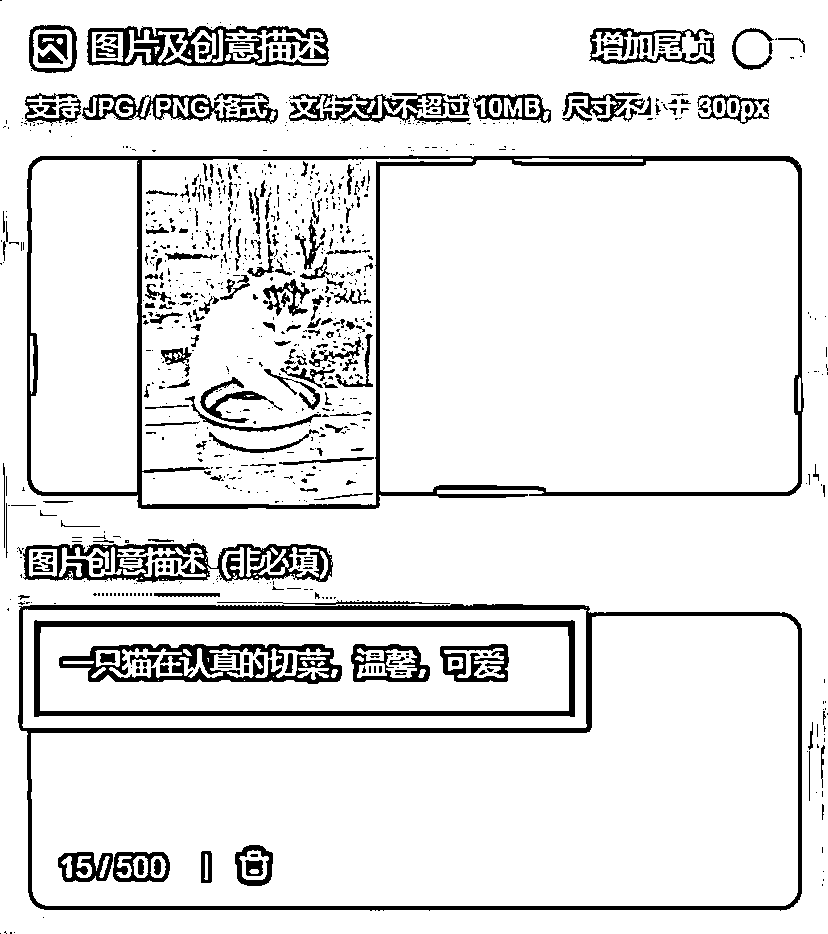 图片及创意描述
增加尾帧
支持 JPG / PNG 格式，文件大小不超过 10MB，尺寸不小于 300px
图片创意描述 (非必填)
一只猫在认真的切菜，温馨，可爱
15 / 500